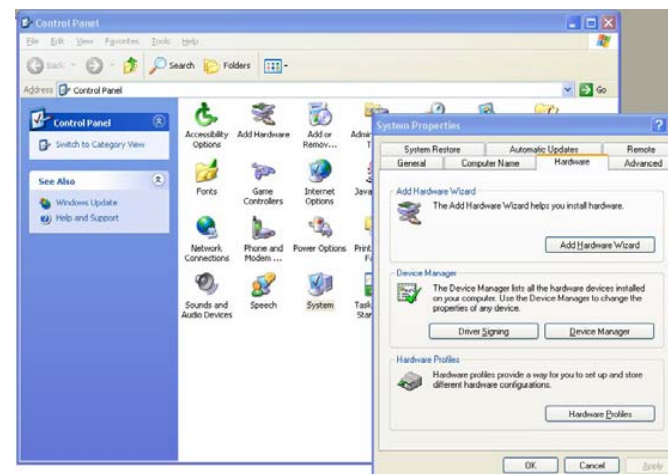 Control Panel
File Edit View Favorites Tools Help
Back Search Folders
Address Control Panel Go
Control Panel
Switch to Category View
See Also
Windows Update
Help and Support
Accessibility Options
Add Hardware
Add or Remov...
Fonts
Game Controllers
Internet Options
Java
Network Connections
Phone and Modem ...
Power Options
Print
Sounds and Audio Devices
Speech
System
Task
Star
System Properties
System Restore Automatic Updates Remote
General Computer Name Hardware Advanced
Add Hardware Wizard
The Add Hardware Wizard helps you install hardware.
Add Hardware Wizard
Device Manager
The Device Manager lists all the hardware devices installed
on your computer. Use the Device Manager to change the
properties of any device.
Driver Signing Device Manager
Hardware Profiles
Hardware profiles provide a way for you to set up and store
different hardware configurations.
Hardware Profiles
OK Cancel Apply